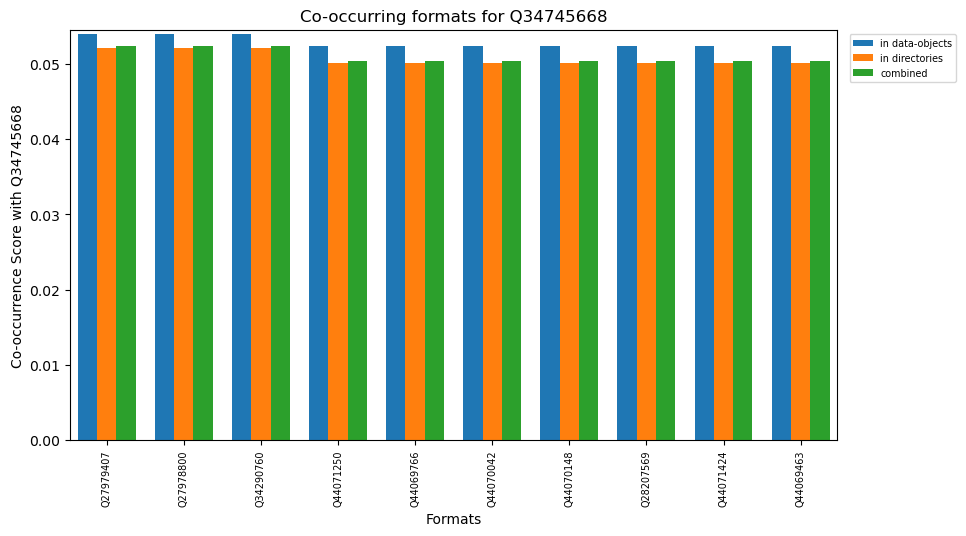 Co-occurring formats for Q34745668
in data-objects
in directories
combined
Co-occurrence Score with Q34745668
0.05
0.04
0.03
0.02
0.01
0.00
Q27979407
Q27978800
Q34290760
Q44071250
Q44069766
Q44070042
Q44070148
Q28207569
Q44071424
Q44069463
Formats